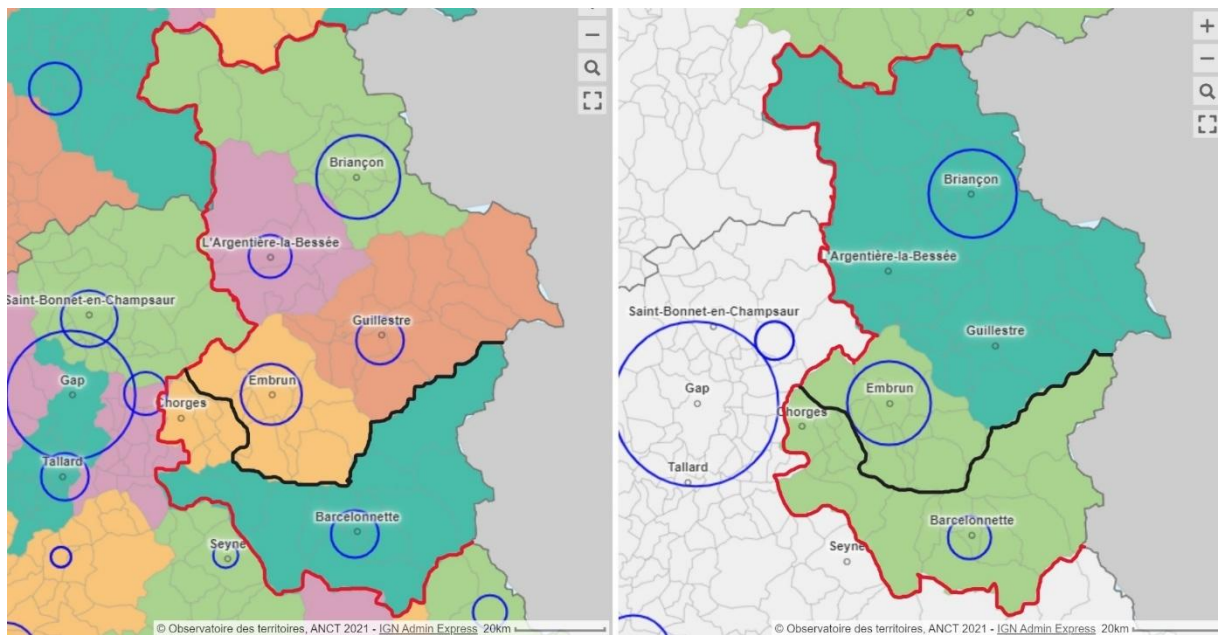 Briançon
L'Argentière-la-Bessée
Saint-Bonnet-en-Champsaur
Guillestre
Gap
Embrun
Chorges
Tallard
Barcelonnette
Seyne
© Observatoire des territoires, ANCT 2021 - IGN Admin Express 20km
Briançon
Argentière-la-Bessée
Saint-Bonnet-en-Champsaur
Guillestre
Gap
Embrun
Chorges
Tallard
Barcelonnette
Seyne
© Observatoire des territoires, ANCT 2021 - IGN Admin Express 20km